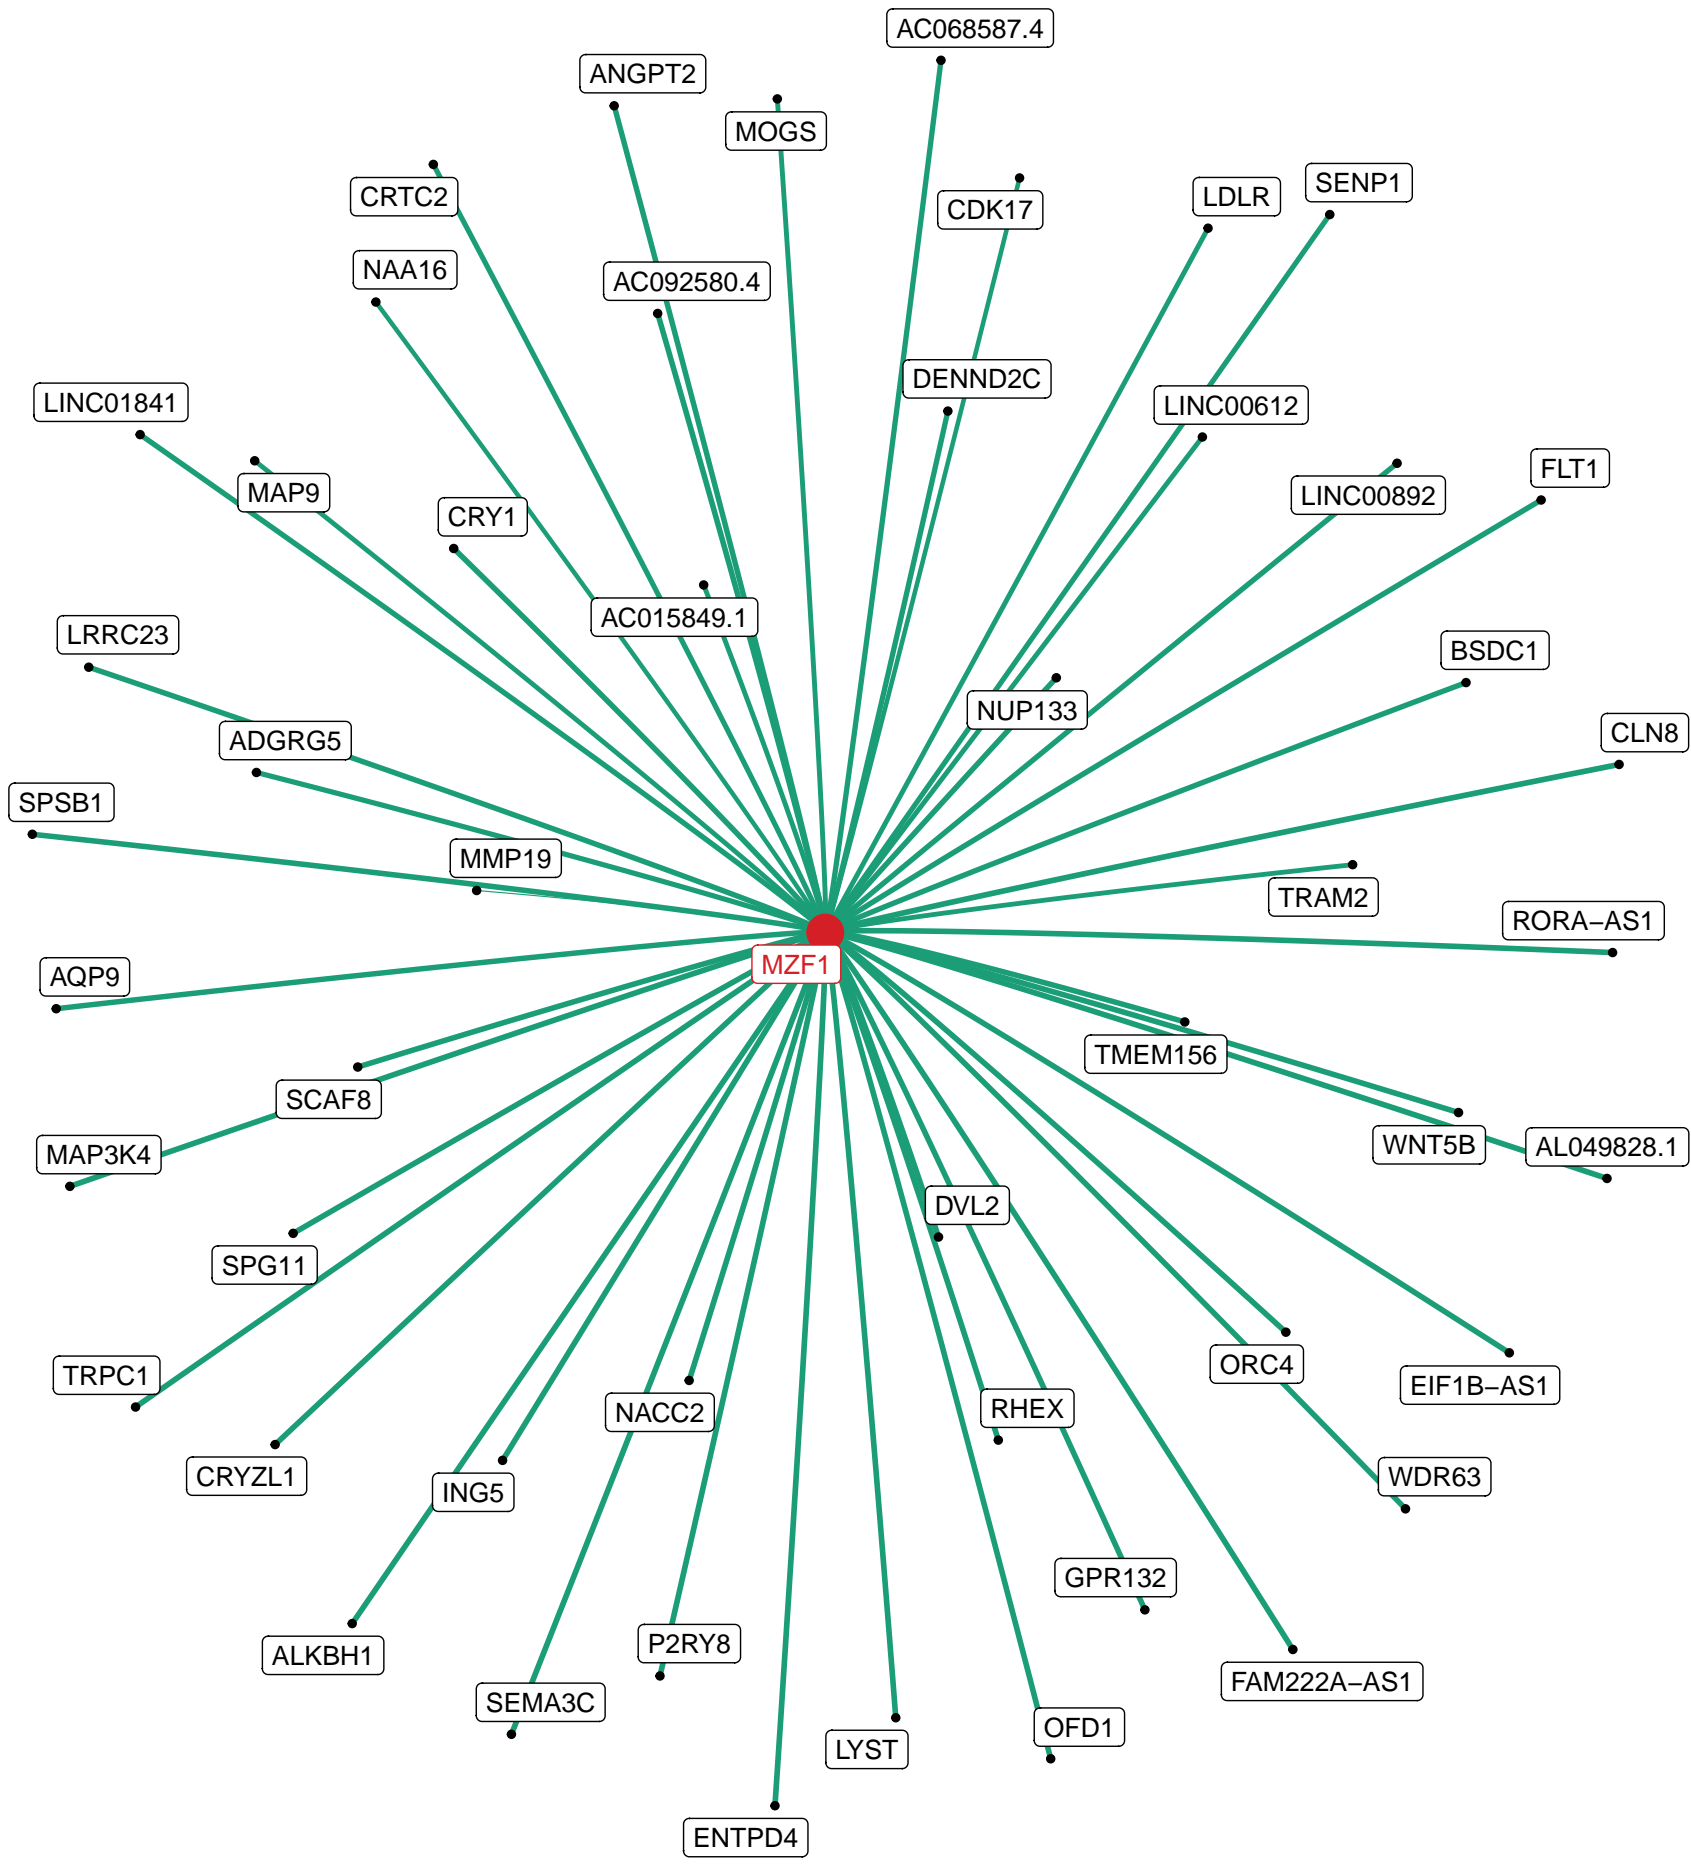 AC068587.4
ANGPT2
MOGS
CRTC2
CDK17
LDLR
SENP1
NAA16
AC092580.4
DENND2C
LINC01841
LINC00612
FLT1
MAP9
LINC00892
CRY1
AC015849.1
LRRC23
BSDC1
NUP133
ADGRG5
CLN8
SPSB1
MMP19
TRAM2
RORA−AS1
MZF1
AQP9
TMEM156
SCAF8
WNT5B
AL049828.1
MAP3K4
DVL2
SPG11
ORC4
TRPC1
EIF1B−AS1
NACC2
RHEX
CRYZL1
WDR63
ING5
GPR132
P2RY8
ALKBH1
FAM222A−AS1
SEMA3C
OFD1
LYST
ENTPD4